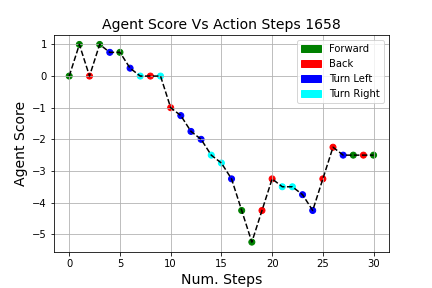 Agent Score Vs Action Steps 1658
Agent Score
1
0
−1
−2
−3
−4
−5
Forward
Back
Turn Left
Turn Right
0 5 10 15 20 25 30
Num. Steps